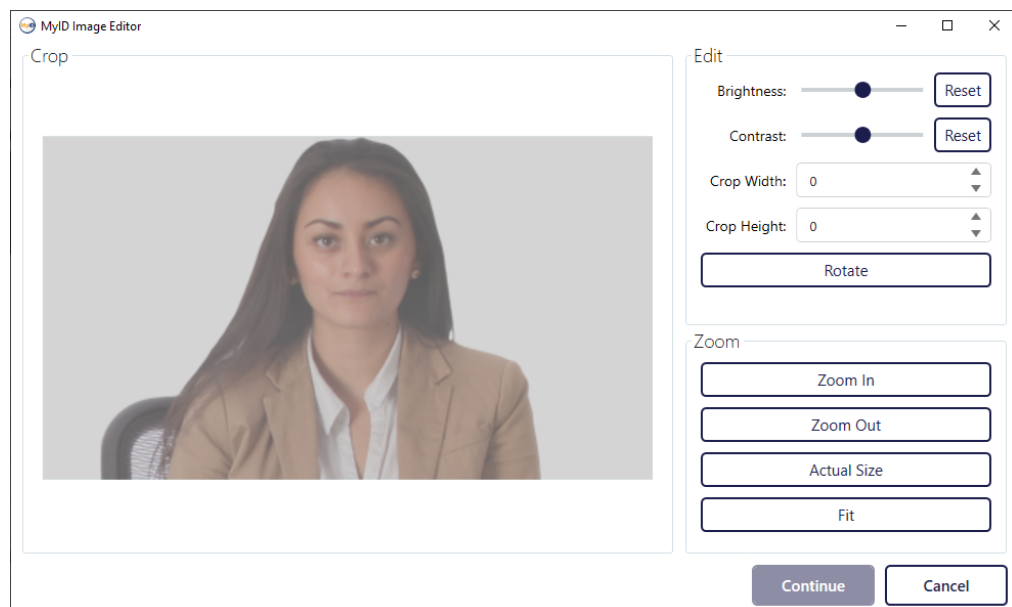 MyID Image Editor
Crop
Edit
Brightness:
Reset
Contrast:
Reset
Crop Width:
0
Crop Height:
0
Rotate
Zoom
Zoom In
Zoom Out
Actual Size
Fit
Continue
Cancel